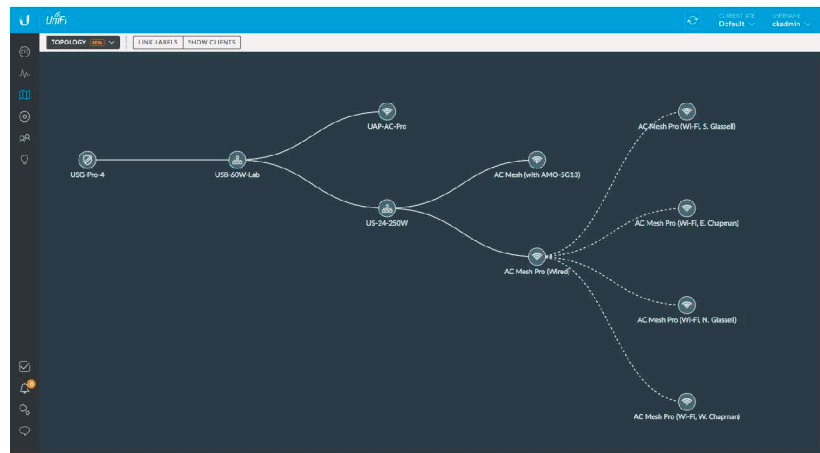 U UniFi
CURRENT SITE
Default
USERNAME
ckadmin
TOPOLOGY BETA
LINK LABELS
SHOW CLIENTS
UAP-AC-Pro
AC Mesh Pro (Wi-Fi, S. Glassell)
USG-Pro-4
US8-60W-Lab
AC Mesh (with AMO-5G13)
US-24-250W
AC Mesh Pro (Wi-Fi, E. Chapman)
AC Mesh Pro (Wired)
AC Mesh Pro (Wi-Fi, N. Glassell)
AC Mesh Pro (Wi-Fi, W. Chapman)